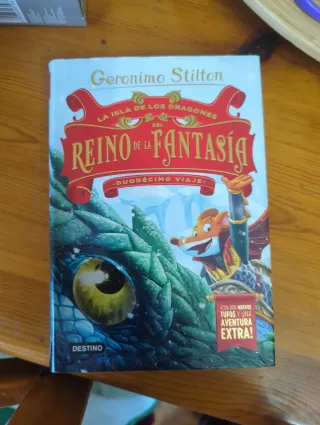 Geronimo Stilton
LA ISLA DE LOS DRAGONES
DEL
REINO DE LA FANTASÍA
DUODÉCIMO VIAJE
¡CON DOS NUEVOS
TUFOS Y UNA
AVENTURA
EXTRA!
DESTINO